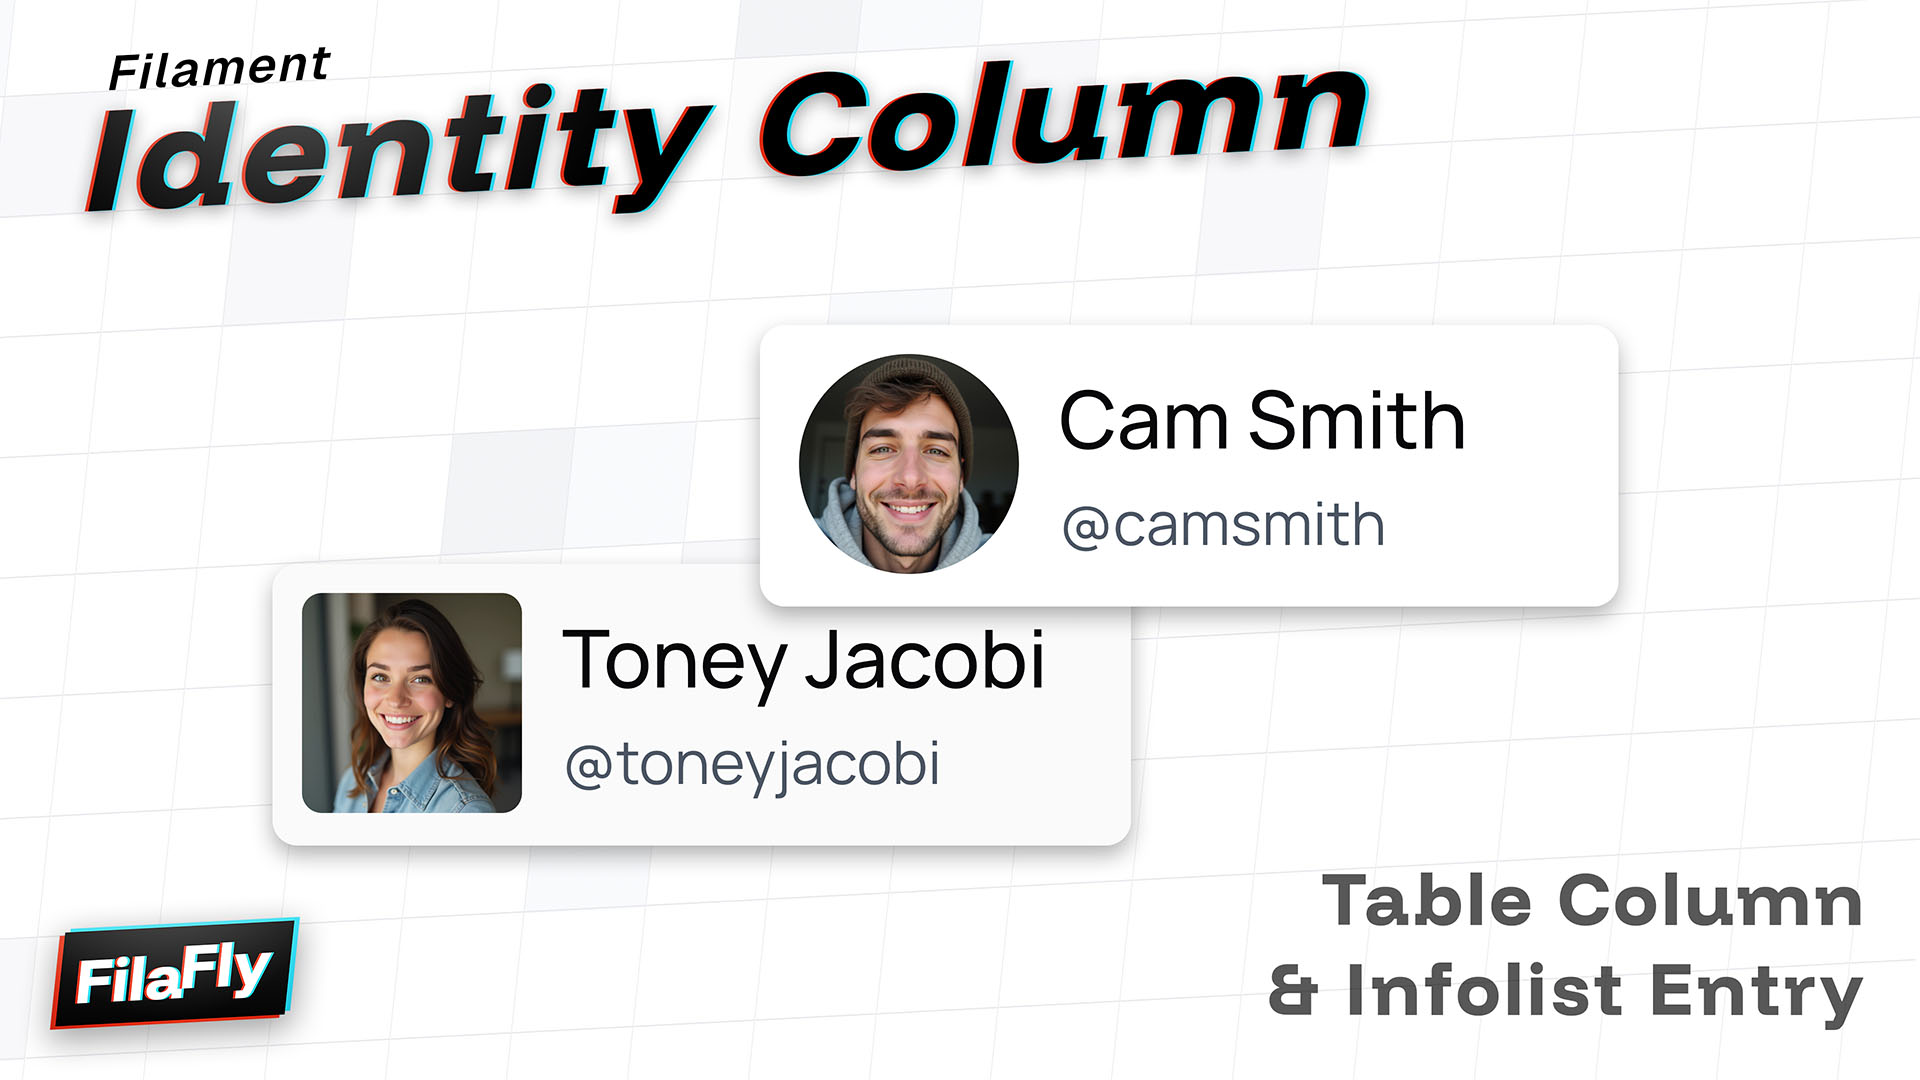 Filament
Identity Column
Cam Smith
@camsmith
Toney Jacobi
@toneyjacobi
Table Column
& Infolist Entry
FilaFly